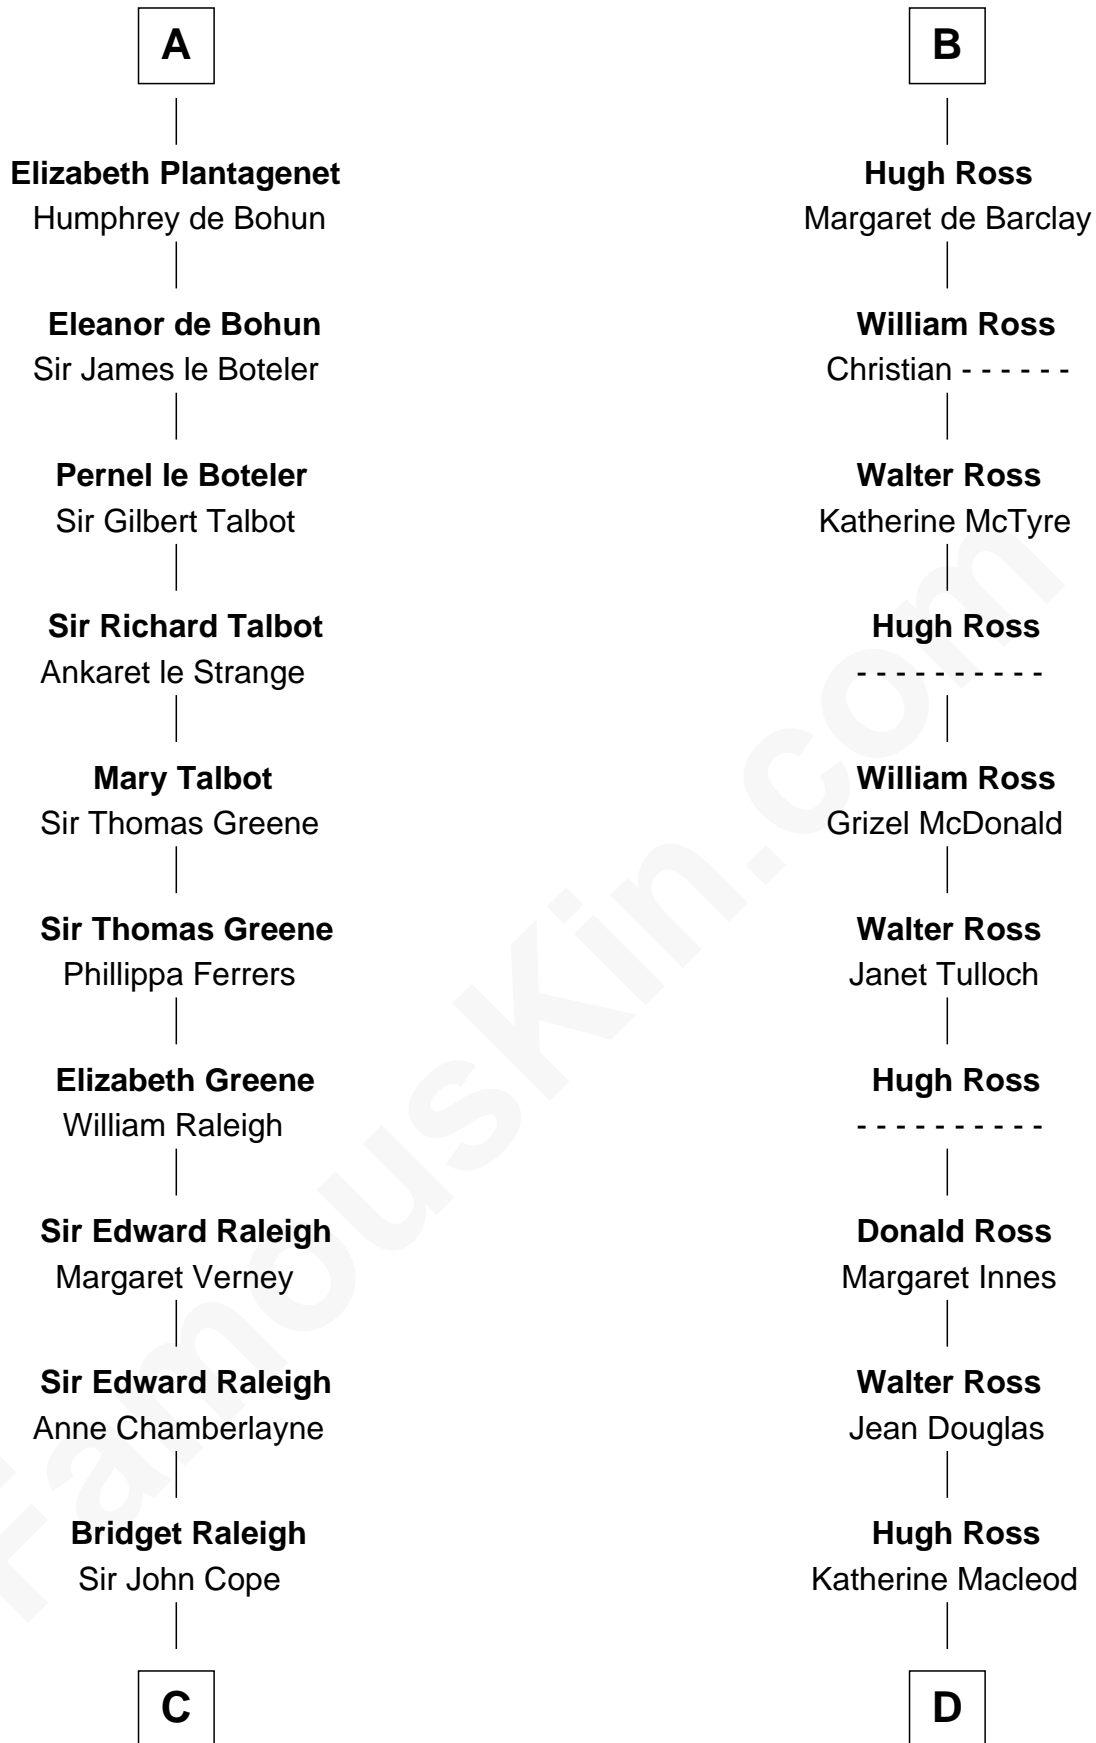 A
Elizabeth Plantagenet
Humphrey de Bohun
Eleanor de Bohun
Sir James le Boteler
Pernel le Boteler
Sir Gilbert Talbot
Sir Richard Talbot
Ankaret le Strange
Mary Talbot
Sir Thomas Greene
Sir Thomas Greene
Phillippa Ferrers
Elizabeth Greene
William Raleigh
Sir Edward Raleigh
Margaret Verney
Sir Edward Raleigh
Anne Chamberlayne
Bridget Raleigh
Sir John Cope
C
B
Hugh Ross
Margaret de Barclay
William Ross
Christian - - - - - -
Walter Ross
Katherine McTyre
Hugh Ross
- - - - - - - - - -
William Ross
Grizel McDonald
Walter Ross
Janet Tulloch
Hugh Ross
- - - - - - - - - -
Donald Ross
Margaret Innes
Walter Ross
Jean Douglas
Hugh Ross
Katherine Macleod
D
FamousKin.com